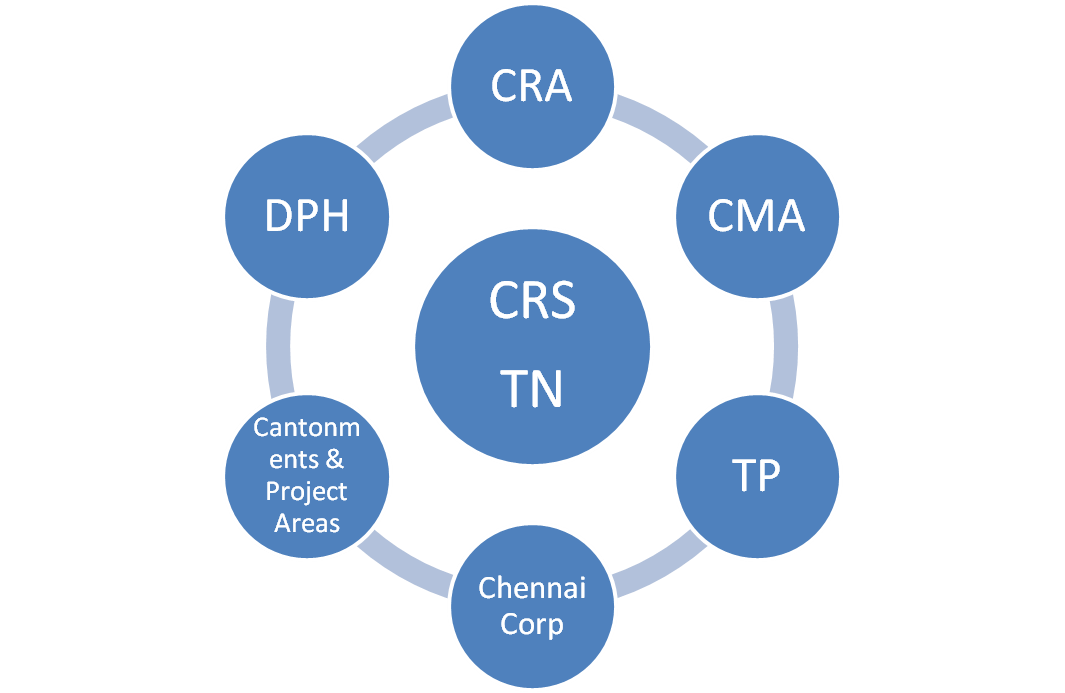 CRA
CMA
TP
Chennai
Corp
Cantonm
ents &
Project
Areas
DPH
CRS
TN